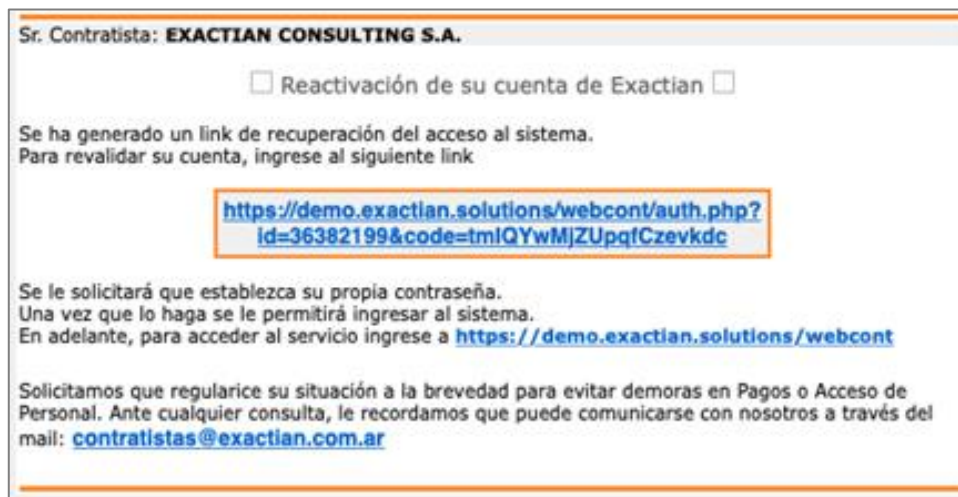 Sr. Contratista: EXACTIAN CONSULTING S.A.
Reactivación de su cuenta de Exactian
Se ha generado un link de recuperación del acceso al sistema.
Para revalidar su cuenta, ingrese al siguiente link
https://demo.exactian.solutions/webcont/auth.php?
id=36382199&code=tmlQYwMjZUpqfCzevkdc
Se le solicitará que establezca su propia contraseña.
Una vez que lo haga se le permitirá ingresar al sistema.
En adelante, para acceder al servicio ingrese a https://demo.exactian.solutions/webcont
Solicitamos que regularice su situación a la brevedad para evitar demoras en Pagos o Acceso de
Personal. Ante cualquier consulta, le recordamos que puede comunicarse con nosotros a través del
mail: contratistas@exactian.com.ar